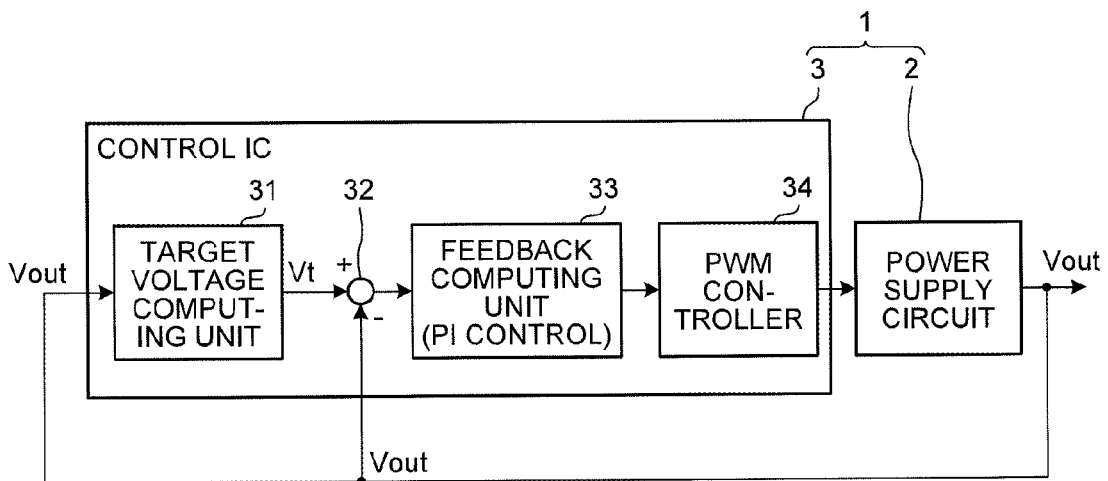 1
3
2
CONTROL IC
31
32
33
34
TARGET
VOLTAGE
COMPUT-
ING UNIT
FEEDBACK
COMPUTING
UNIT
(PI CONTROL)
PWM
CON-
TROLLER
POWER
SUPPLY
CIRCUIT
Vout
Vt
+
-
Vout
Vout